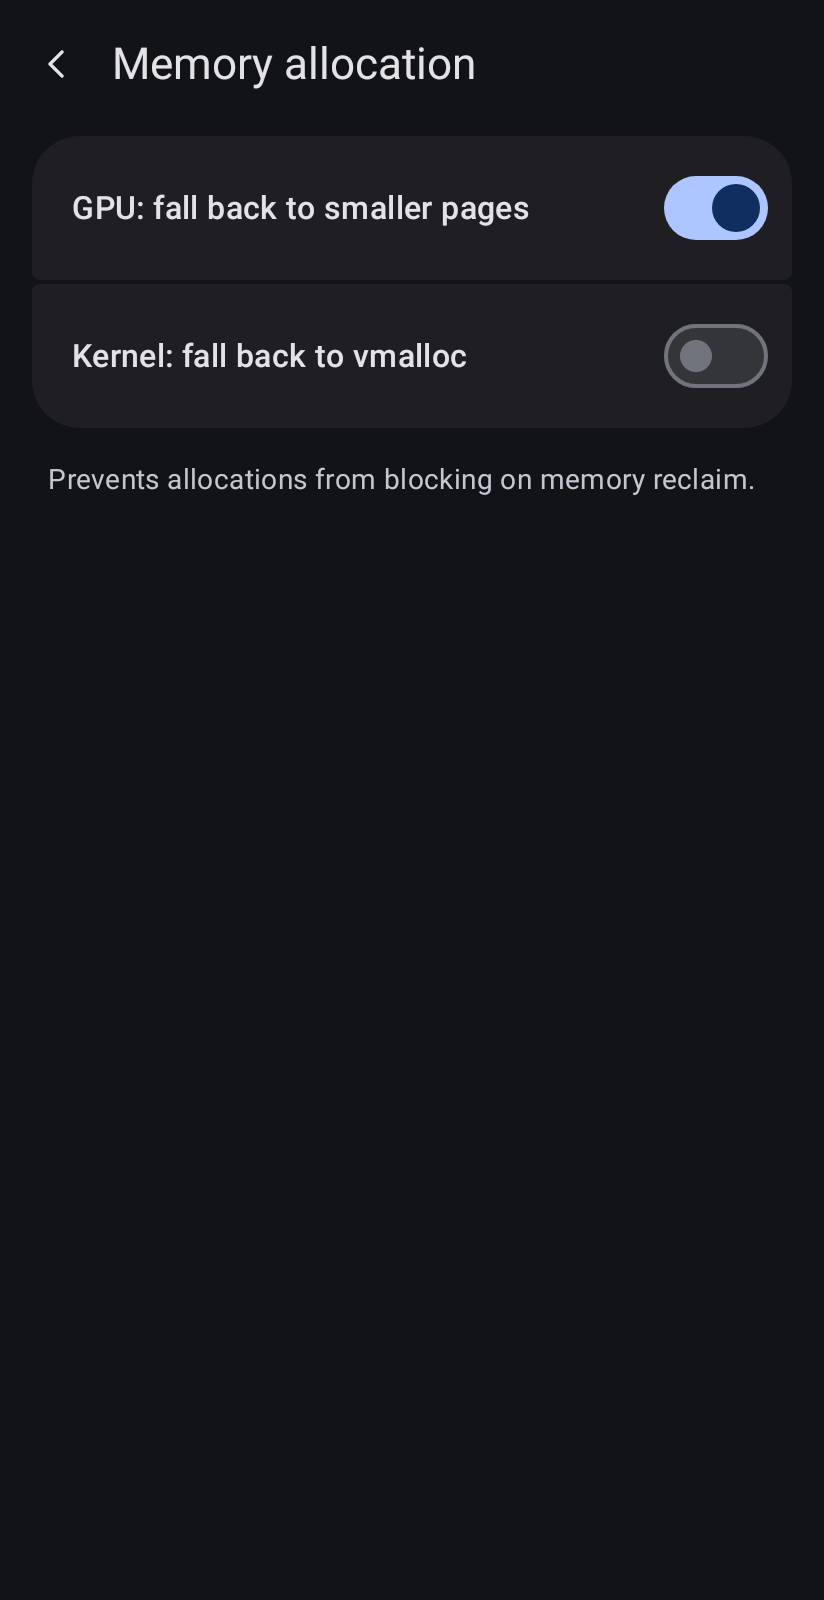 Memory allocation
GPU: fall back to smaller pages
Kernel: fall back to vmalloc
Prevents allocations from blocking on memory reclaim.